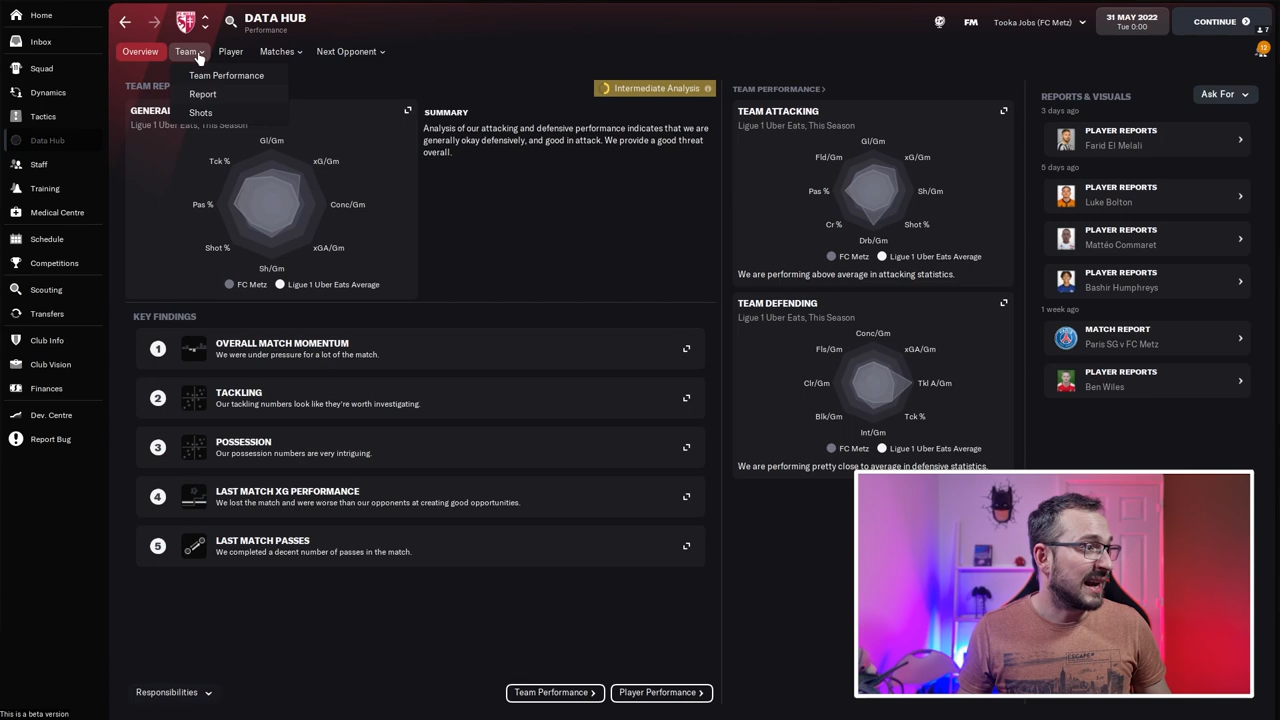 Home
Inbox
Squad
Dynamics
Tactics
Data Hub
Staff
Training
Medical Centre
Schedule
Competitions
Scouting
Transfers
Club Info
Club Vision
Finances
Dev. Centre
Report Bug
This is a beta version
DATA HUB
Performance
FM
Tooka Jobs (FC Metz)
31 MAY 2022
Tue 0:00
CONTINUE
7
12
Overview
Team
Player
Matches
Next Opponent
Team Performance
Report
Shots
TEAM REP
Intermediate Analysis
GENERA
Ligue 1 Uber Eats, This Season
Gl/Gm
Tck %
xG/Gm
Pas %
Conc/Gm
Shot %
xGA/Gm
Sh/Gm
FC Metz
Ligue 1 Uber Eats Average
SUMMARY
Analysis of our attacking and defensive performance indicates that we are
generally okay defensively, and good in attack. We provide a good threat
overall.
KEY FINDINGS
1
OVERALL MATCH MOMENTUM
We were under pressure for a lot of the match.
2
TACKLING
Our tackling numbers look like they're worth investigating.
3
POSSESSION
Our possession numbers are very intriguing.
4
LAST MATCH XG PERFORMANCE
We lost the match and were worse than our opponents at creating good opportunities.
5
LAST MATCH PASSES
We completed a decent number of passes in the match.
Responsibilities
Team Performance
Player Performance
TEAM PERFORMANCE
TEAM ATTACKING
Ligue 1 Uber Eats, This Season
Gl/Gm
Fld/Gm
xG/Gm
Pas %
Sh/Gm
Cr %
Shot %
Drb/Gm
FC Metz
Ligue 1 Uber Eats Average
We are performing above average in attacking statistics.
TEAM DEFENDING
Ligue 1 Uber Eats, This Season
Conc/Gm
Fls/Gm
xGA/Gm
Clr/Gm
Tkl A/Gm
Blk/Gm
Tck %
Int/Gm
FC Metz
Ligue 1 Uber Eats Average
We are performing pretty close to average in defensive statistics.
REPORTS & VISUALS
Ask For
3 days ago
PLAYER REPORTS
Farid El Melali
5 days ago
PLAYER REPORTS
Luke Bolton
PLAYER REPORTS
Mattéo Commaret
PLAYER REPORTS
Bashir Humphreys
1 week ago
MATCH REPORT
Paris SG v FC Metz
PLAYER REPORTS
Ben Wiles